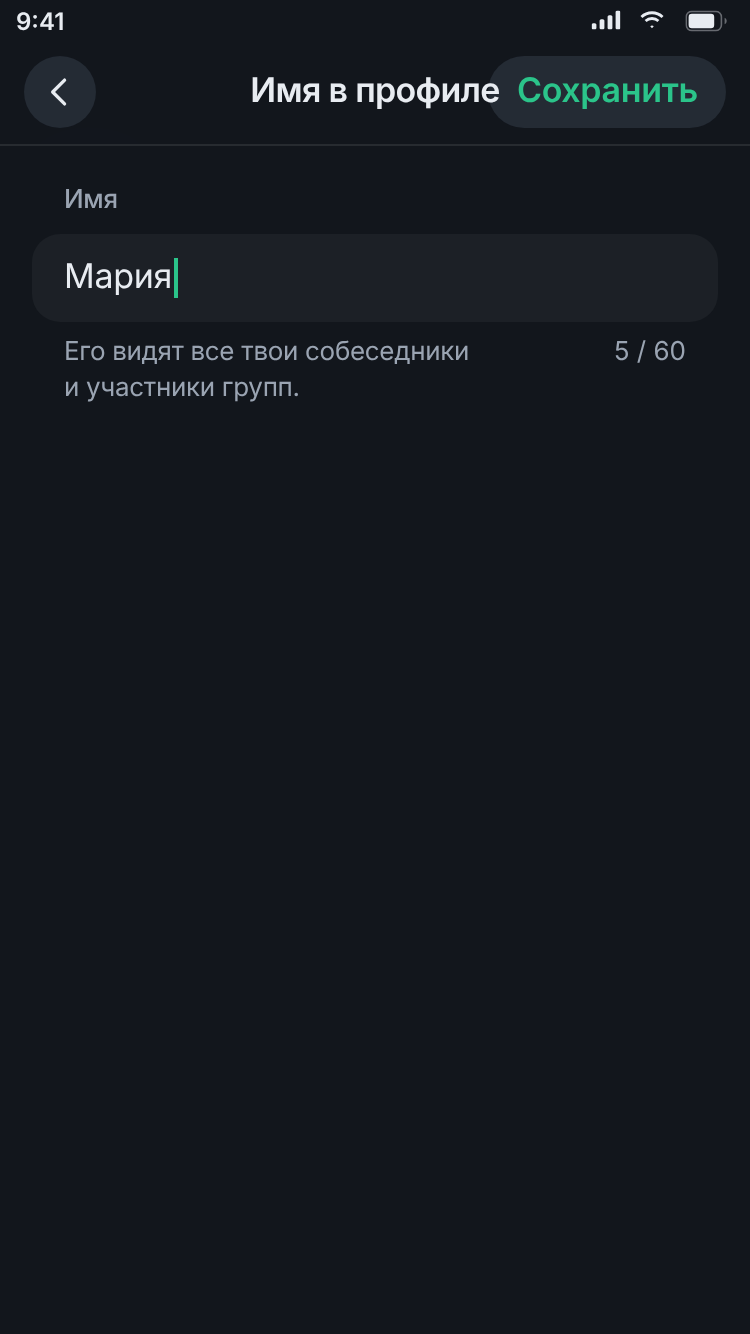 9:41
Имя в профиле Сохранить
Имя
Мария
Его видят все твои собеседники 5 / 60
и участники групп.